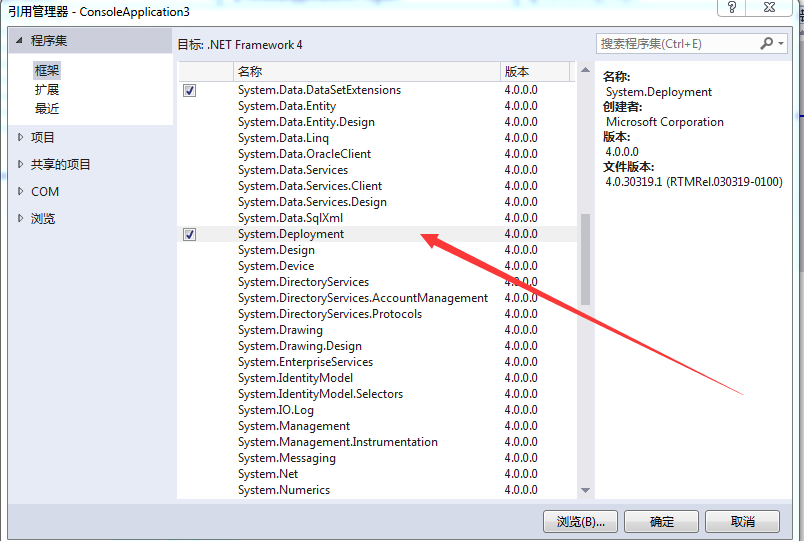 引用管理器 - ConsoleApplication3
程序集
框架
扩展
最近
项目
共享的项目
COM
浏览
目标: .NET Framework 4
搜索程序集(Ctrl+E)
名称 版本
System.Data.DataSetExtensions 4.0.0.0
System.Data.Entity 4.0.0.0
System.Data.Entity.Design 4.0.0.0
System.Data.Linq 4.0.0.0
System.Data.OracleClient 4.0.0.0
System.Data.Services 4.0.0.0
System.Data.Services.Client 4.0.0.0
System.Data.Services.Design 4.0.0.0
System.Data.SqlXml 4.0.0.0
System.Deployment 4.0.0.0
System.Design 4.0.0.0
System.Device 4.0.0.0
System.DirectoryServices 4.0.0.0
System.DirectoryServices.AccountManagement 4.0.0.0
System.DirectoryServices.Protocols 4.0.0.0
System.Drawing 4.0.0.0
System.Drawing.Design 4.0.0.0
System.EnterpriseServices 4.0.0.0
System.IdentityModel 4.0.0.0
System.IdentityModel.Selectors 4.0.0.0
System.IO.Log 4.0.0.0
System.Management 4.0.0.0
System.Management.Instrumentation 4.0.0.0
System.Messaging 4.0.0.0
System.Net 4.0.0.0
System.Numerics 4.0.0.0
名称:
System.Deployment
创建者:
Microsoft Corporation
版本:
4.0.0.0
文件版本:
4.0.30319.1 (RTMRel.030319-0100)
浏览(B)... 确定 取消